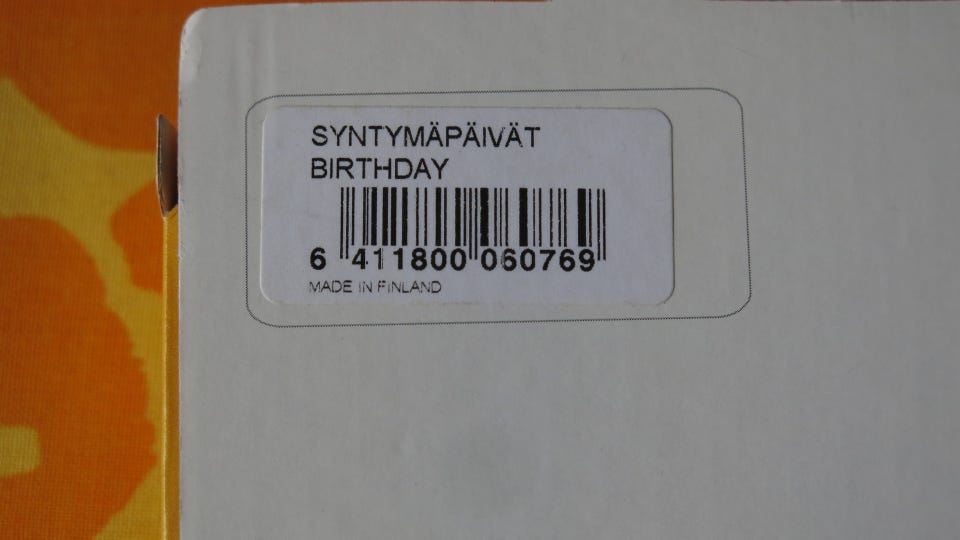 SYNTYMÄPÄIVÄT
BIRTHDAY
6 411800 060769
MADE IN FINLAND